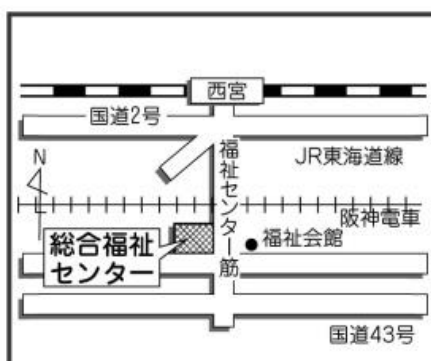 西宮
国道2号
JR東海道線
福祉センター筋
N
阪神電車
総合福祉
センター
福祉会館
国道43号